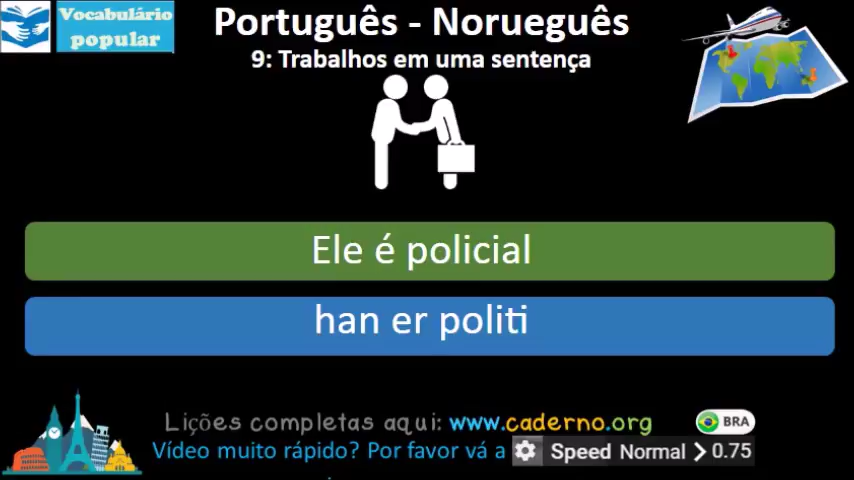 Vocabulário
popular
Português - Norueguês
9: Trabalhos em uma sentença
Ele é policial
han er politi
Lições completas aqui: www.caderno.org
BRA
Vídeo muito rápido? Por favor vá a Speed Normal > 0.75